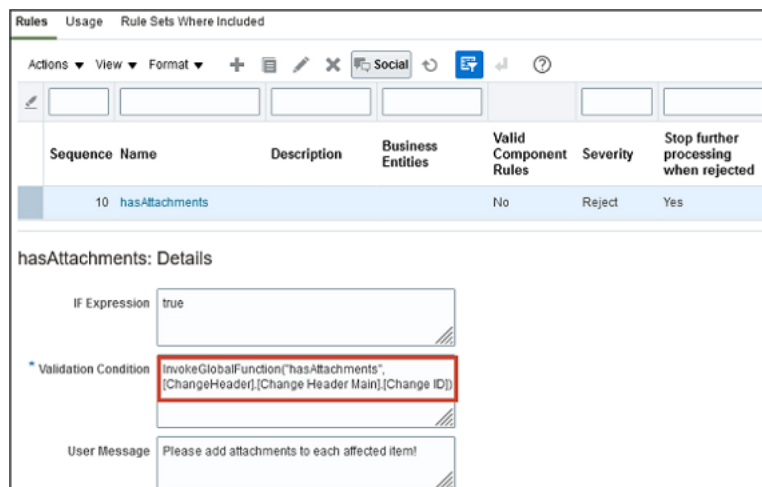 Rules Usage Rule Sets Where Included
Actions View Format Social
Sequence Name Description Business Entities Valid Component Rules Severity Stop further processing when rejected
10 hasAttachments No Reject Yes
hasAttachments: Details
IF Expression true
* Validation Condition InvokeGlobalFunction("hasAttachments",
[ChangeHeader].[Change Header Main].[Change ID])
User Message Please add attachments to each affected item!